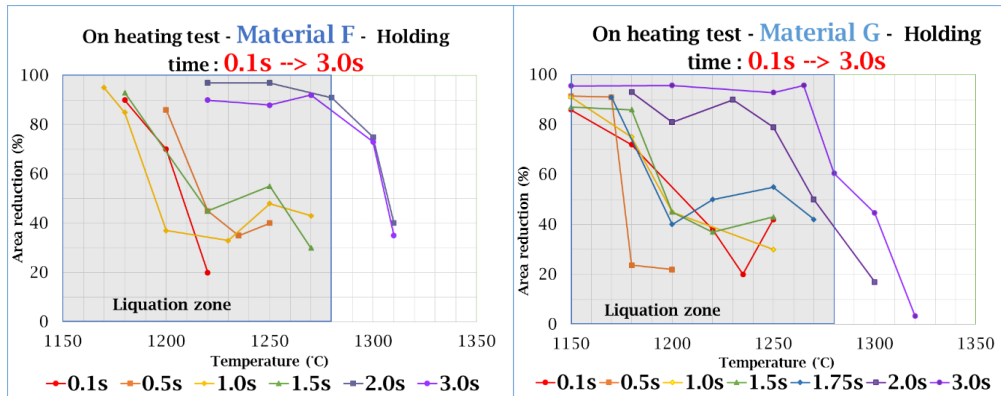 On heating test - Material F - Holding
time : 0.1s --> 3.0s
Area reduction (%)
100
80
60
40
20
0
Liquation zone
1150
1200
1250
1300
1350
Temperature (˚C)
0.1s
0.5s
1.0s
1.5s
2.0s
3.0s
On heating test - Material G - Holding
time : 0.1s --> 3.0s
Area reduction (%)
100
80
60
40
20
0
Liquation zone
1150
1200
1250
1300
1350
Temperature (˚C)
0.1s
0.5s
1.0s
1.5s
1.75s
2.0s
3.0s